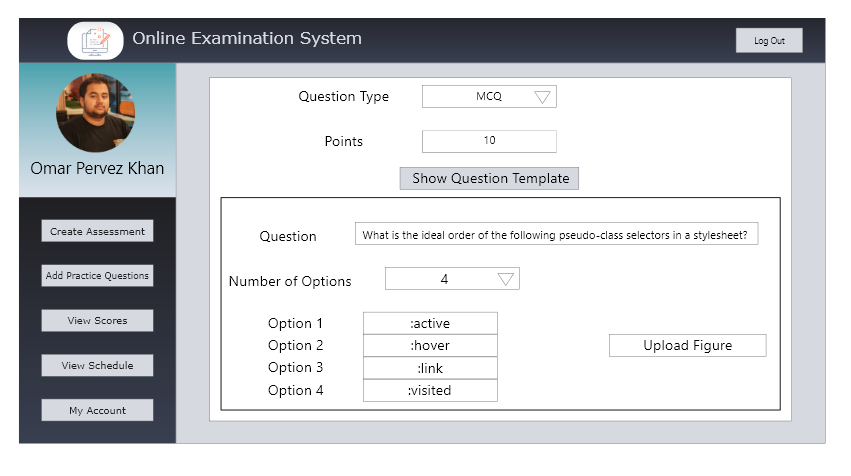 Online Examination System
Log Out
Omar Pervez Khan
Create Assessment
Add Practice Questions
View Scores
View Schedule
My Account
Question Type MCQ
Points 10
Show Question Template
Question What is the ideal order of the following pseudo-class selectors in a stylesheet?
Number of Options 4
Option 1 :active
Option 2 :hover
Option 3 :link
Option 4 :visited
Upload Figure